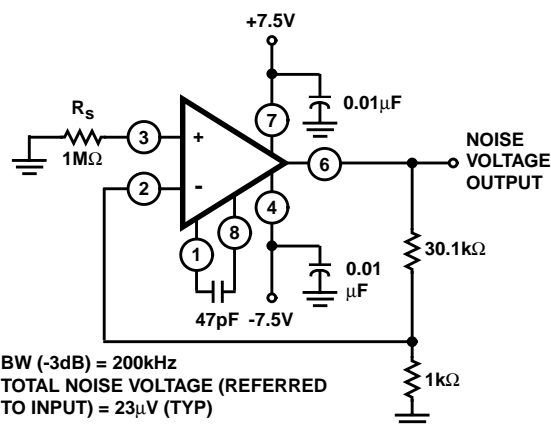 +7.5V
0.01μF
Rs
1MΩ
3
+
7
6
NOISE
VOLTAGE
OUTPUT
2
-
4
8
1
30.1kΩ
0.01
μF
47pF
-7.5V
BW (-3dB) = 200kHz
TOTAL NOISE VOLTAGE (REFERRED
TO INPUT) = 23μV (TYP)
1kΩ